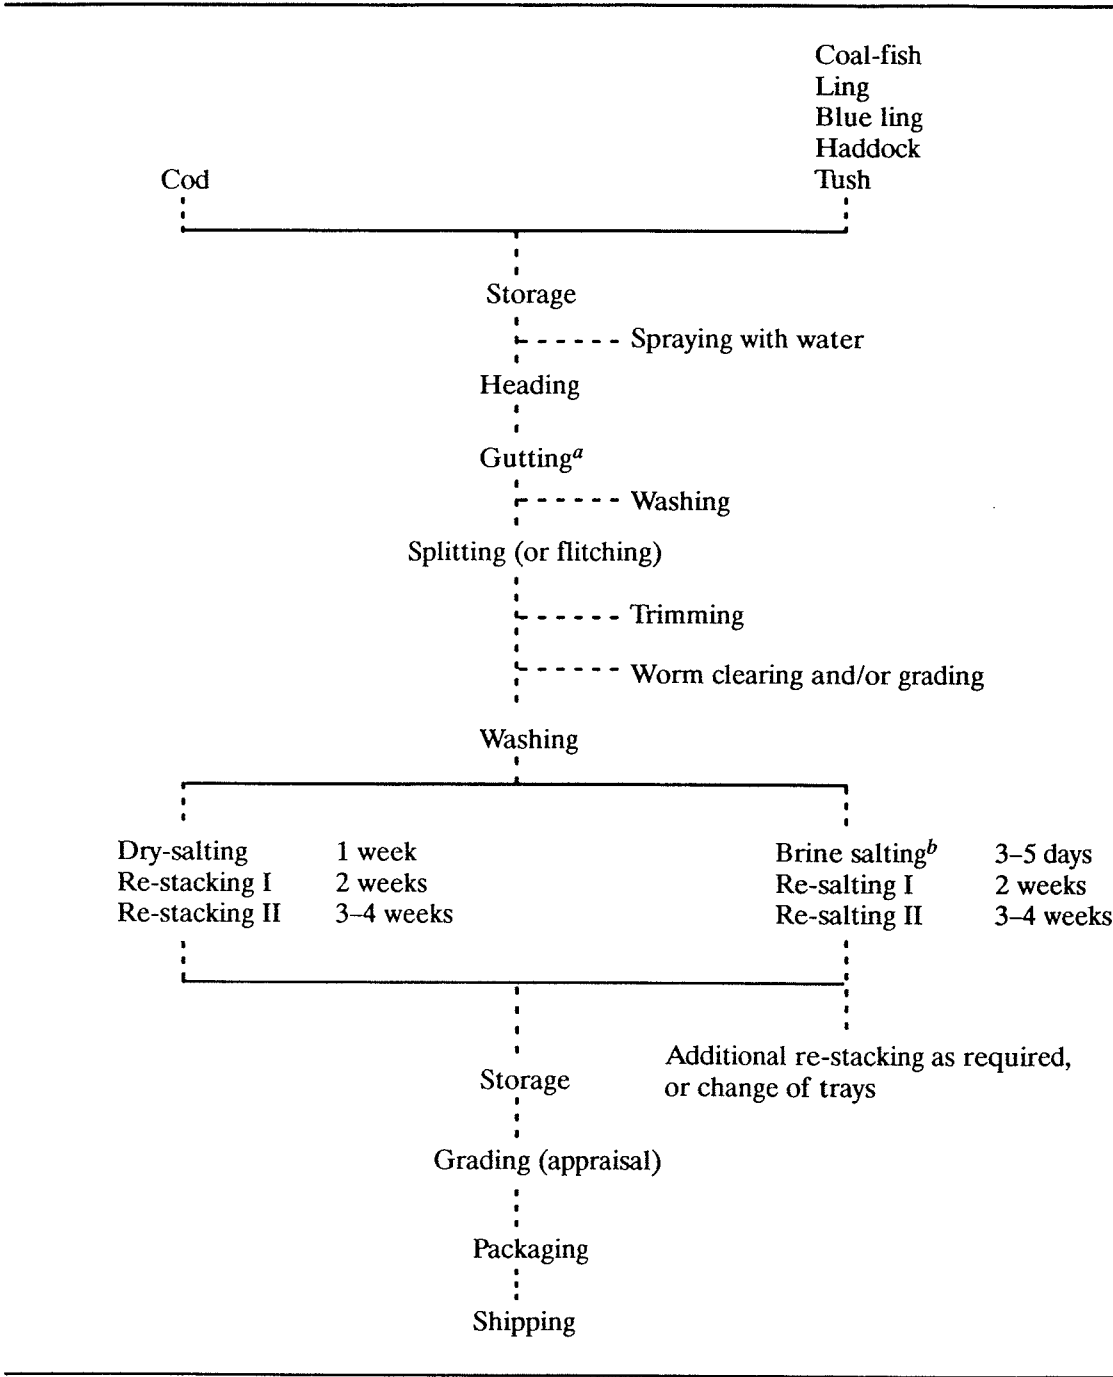 Coal-fish
Ling
Blue ling
Haddock
Cod
Tush
Storage
Spraying with water
Heading
Gutting^a
Washing
Splitting (or flitching)
Trimming
Worm clearing and/or grading
Washing
Dry-salting 1 week
Re-stacking I 2 weeks
Re-stacking II 3–4 weeks
Brine salting^b 3–5 days
Re-salting I 2 weeks
Re-salting II 3–4 weeks
Additional re-stacking as required,
or change of trays
Storage
Grading (appraisal)
Packaging
Shipping